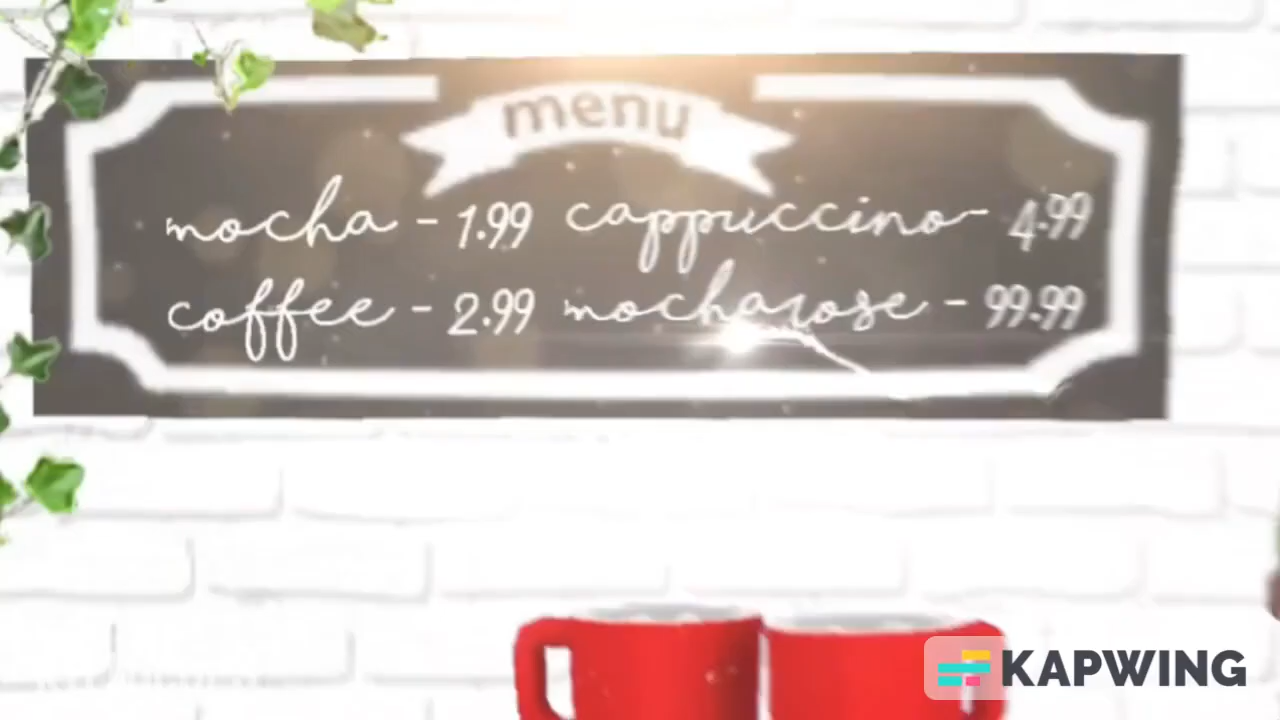 menu
mocha - 1.99 cappuccino - 4.99
coffee - 2.99 mocharose - 99.99
KAPWING